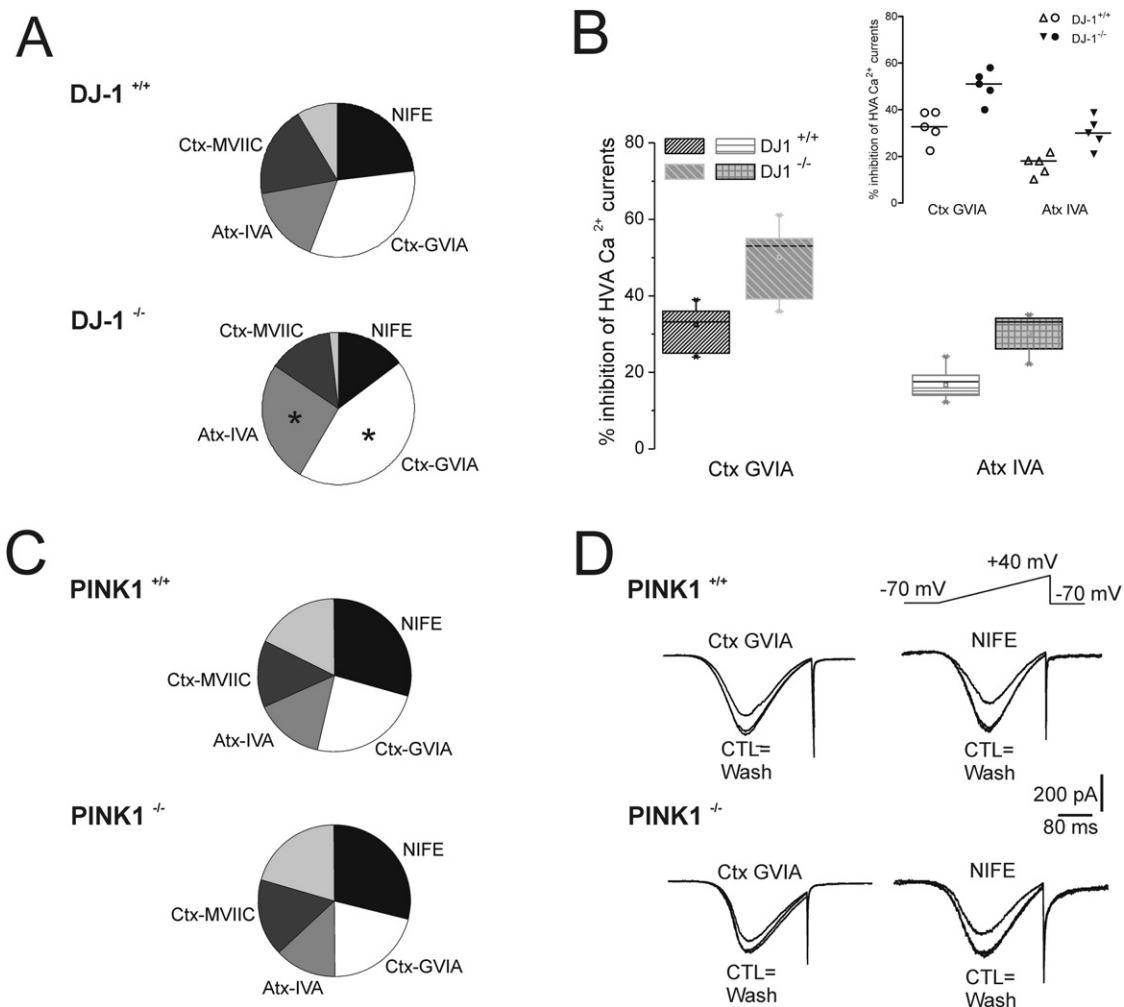 A
DJ-1 +/+
NIFE
Ctx-MVIIC
Atx-IVA
Ctx-GVIA
DJ-1 -/-
Ctx-MVIIC
NIFE
Atx-IVA
*
*
Ctx-GVIA
B
% inhibition of HVA Ca 2+ currents
80
60
40
20
0
DJ1 +/+
DJ1 -/-
Ctx GVIA
Atx IVA
% inhibition of HVA Ca2+ currents
80
60
40
20
0
DJ-1+/+
DJ-1-/-
Ctx GVIA
Atx IVA
C
PINK1 +/+
NIFE
Ctx-MVIIC
Atx-IVA
Ctx-GVIA
PINK1 -/-
NIFE
Ctx-MVIIC
Atx-IVA
Ctx-GVIA
D
PINK1 +/+
-70 mV
+40 mV
-70 mV
Ctx GVIA
NIFE
CTL=
Wash
CTL=
Wash
200 pA
80 ms
PINK1 -/-
Ctx GVIA
NIFE
CTL=
Wash
CTL=
Wash